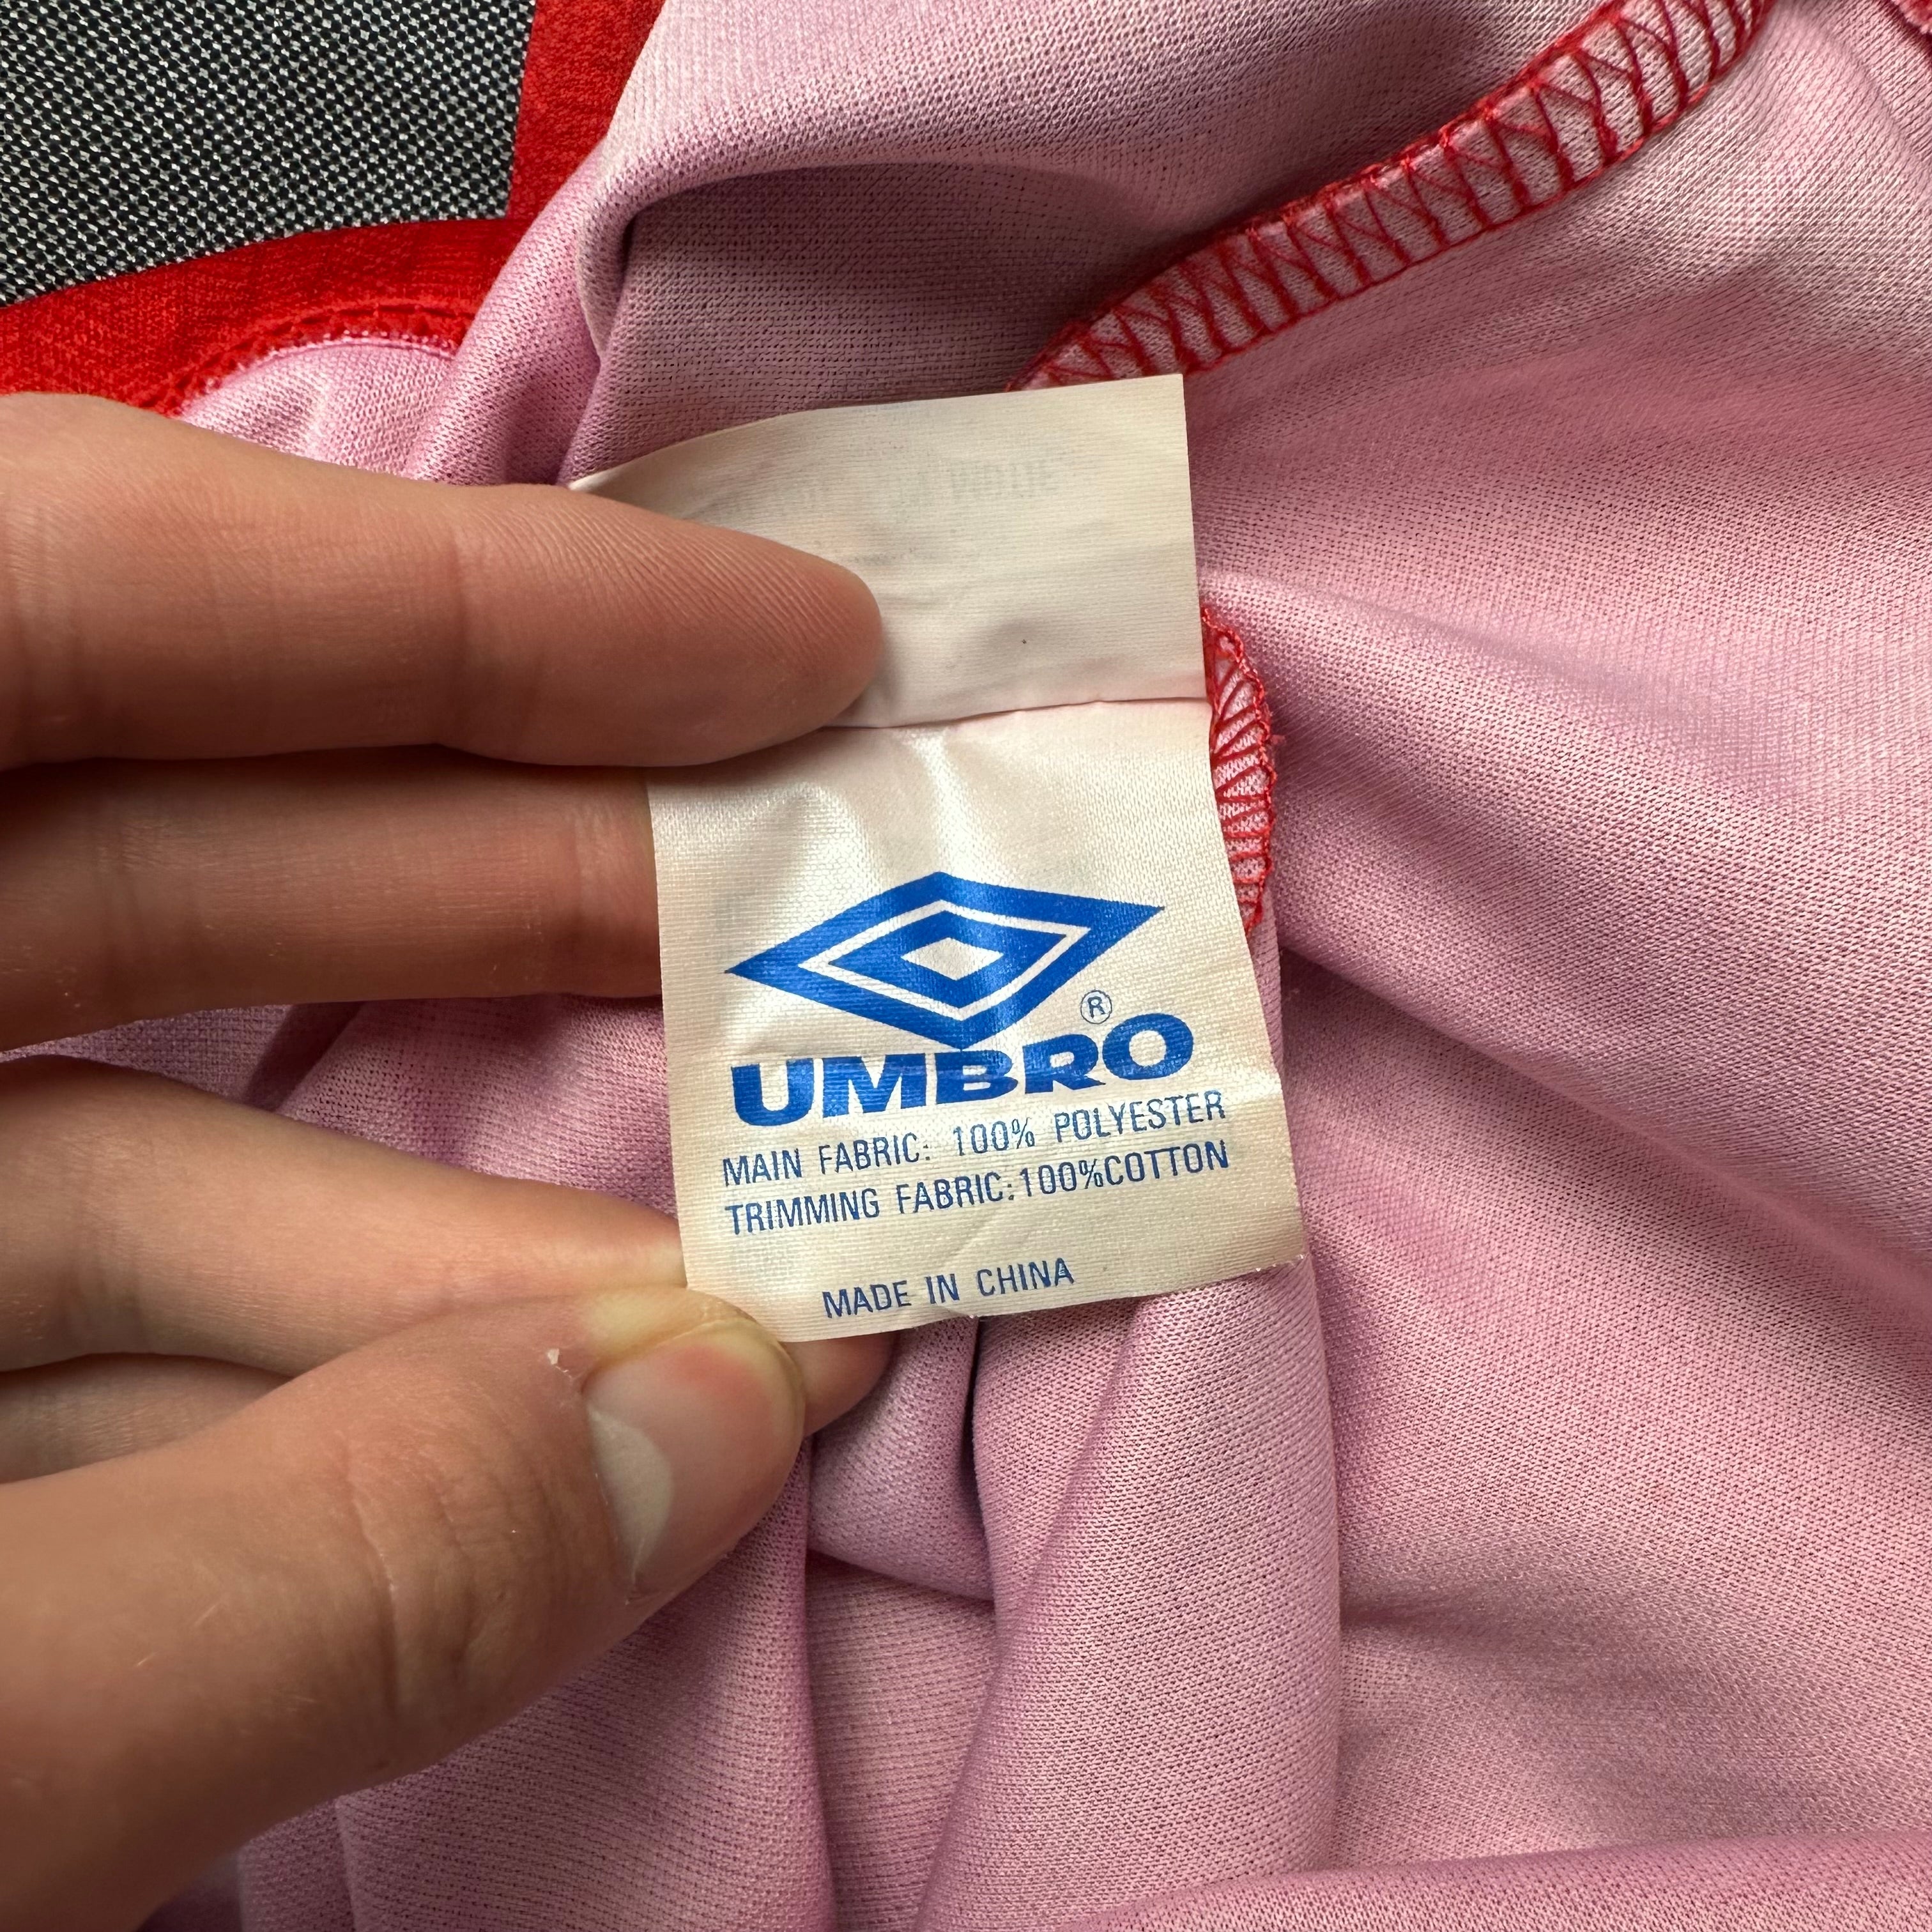 ®
UMBRO
MAIN FABRIC: 100% POLYESTER
TRIMMING FABRIC:100%COTTON
MADE IN CHINA